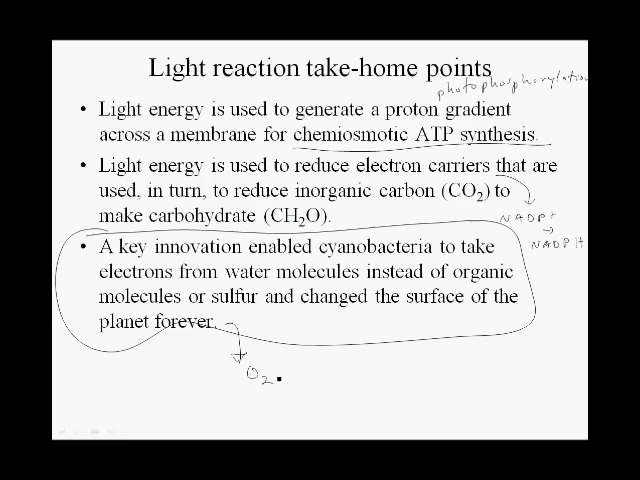 Light reaction take-home points
photophosphorylation
• Light energy is used to generate a proton gradient
across a membrane for chemiosmotic ATP synthesis.
• Light energy is used to reduce electron carriers that are
used, in turn, to reduce inorganic carbon (CO₂) to
make carbohydrate (CH₂O).
NADP+
→
NADPH
• A key innovation enabled cyanobacteria to take
electrons from water molecules instead of organic
molecules or sulfur and changed the surface of the
planet forever.
O₂